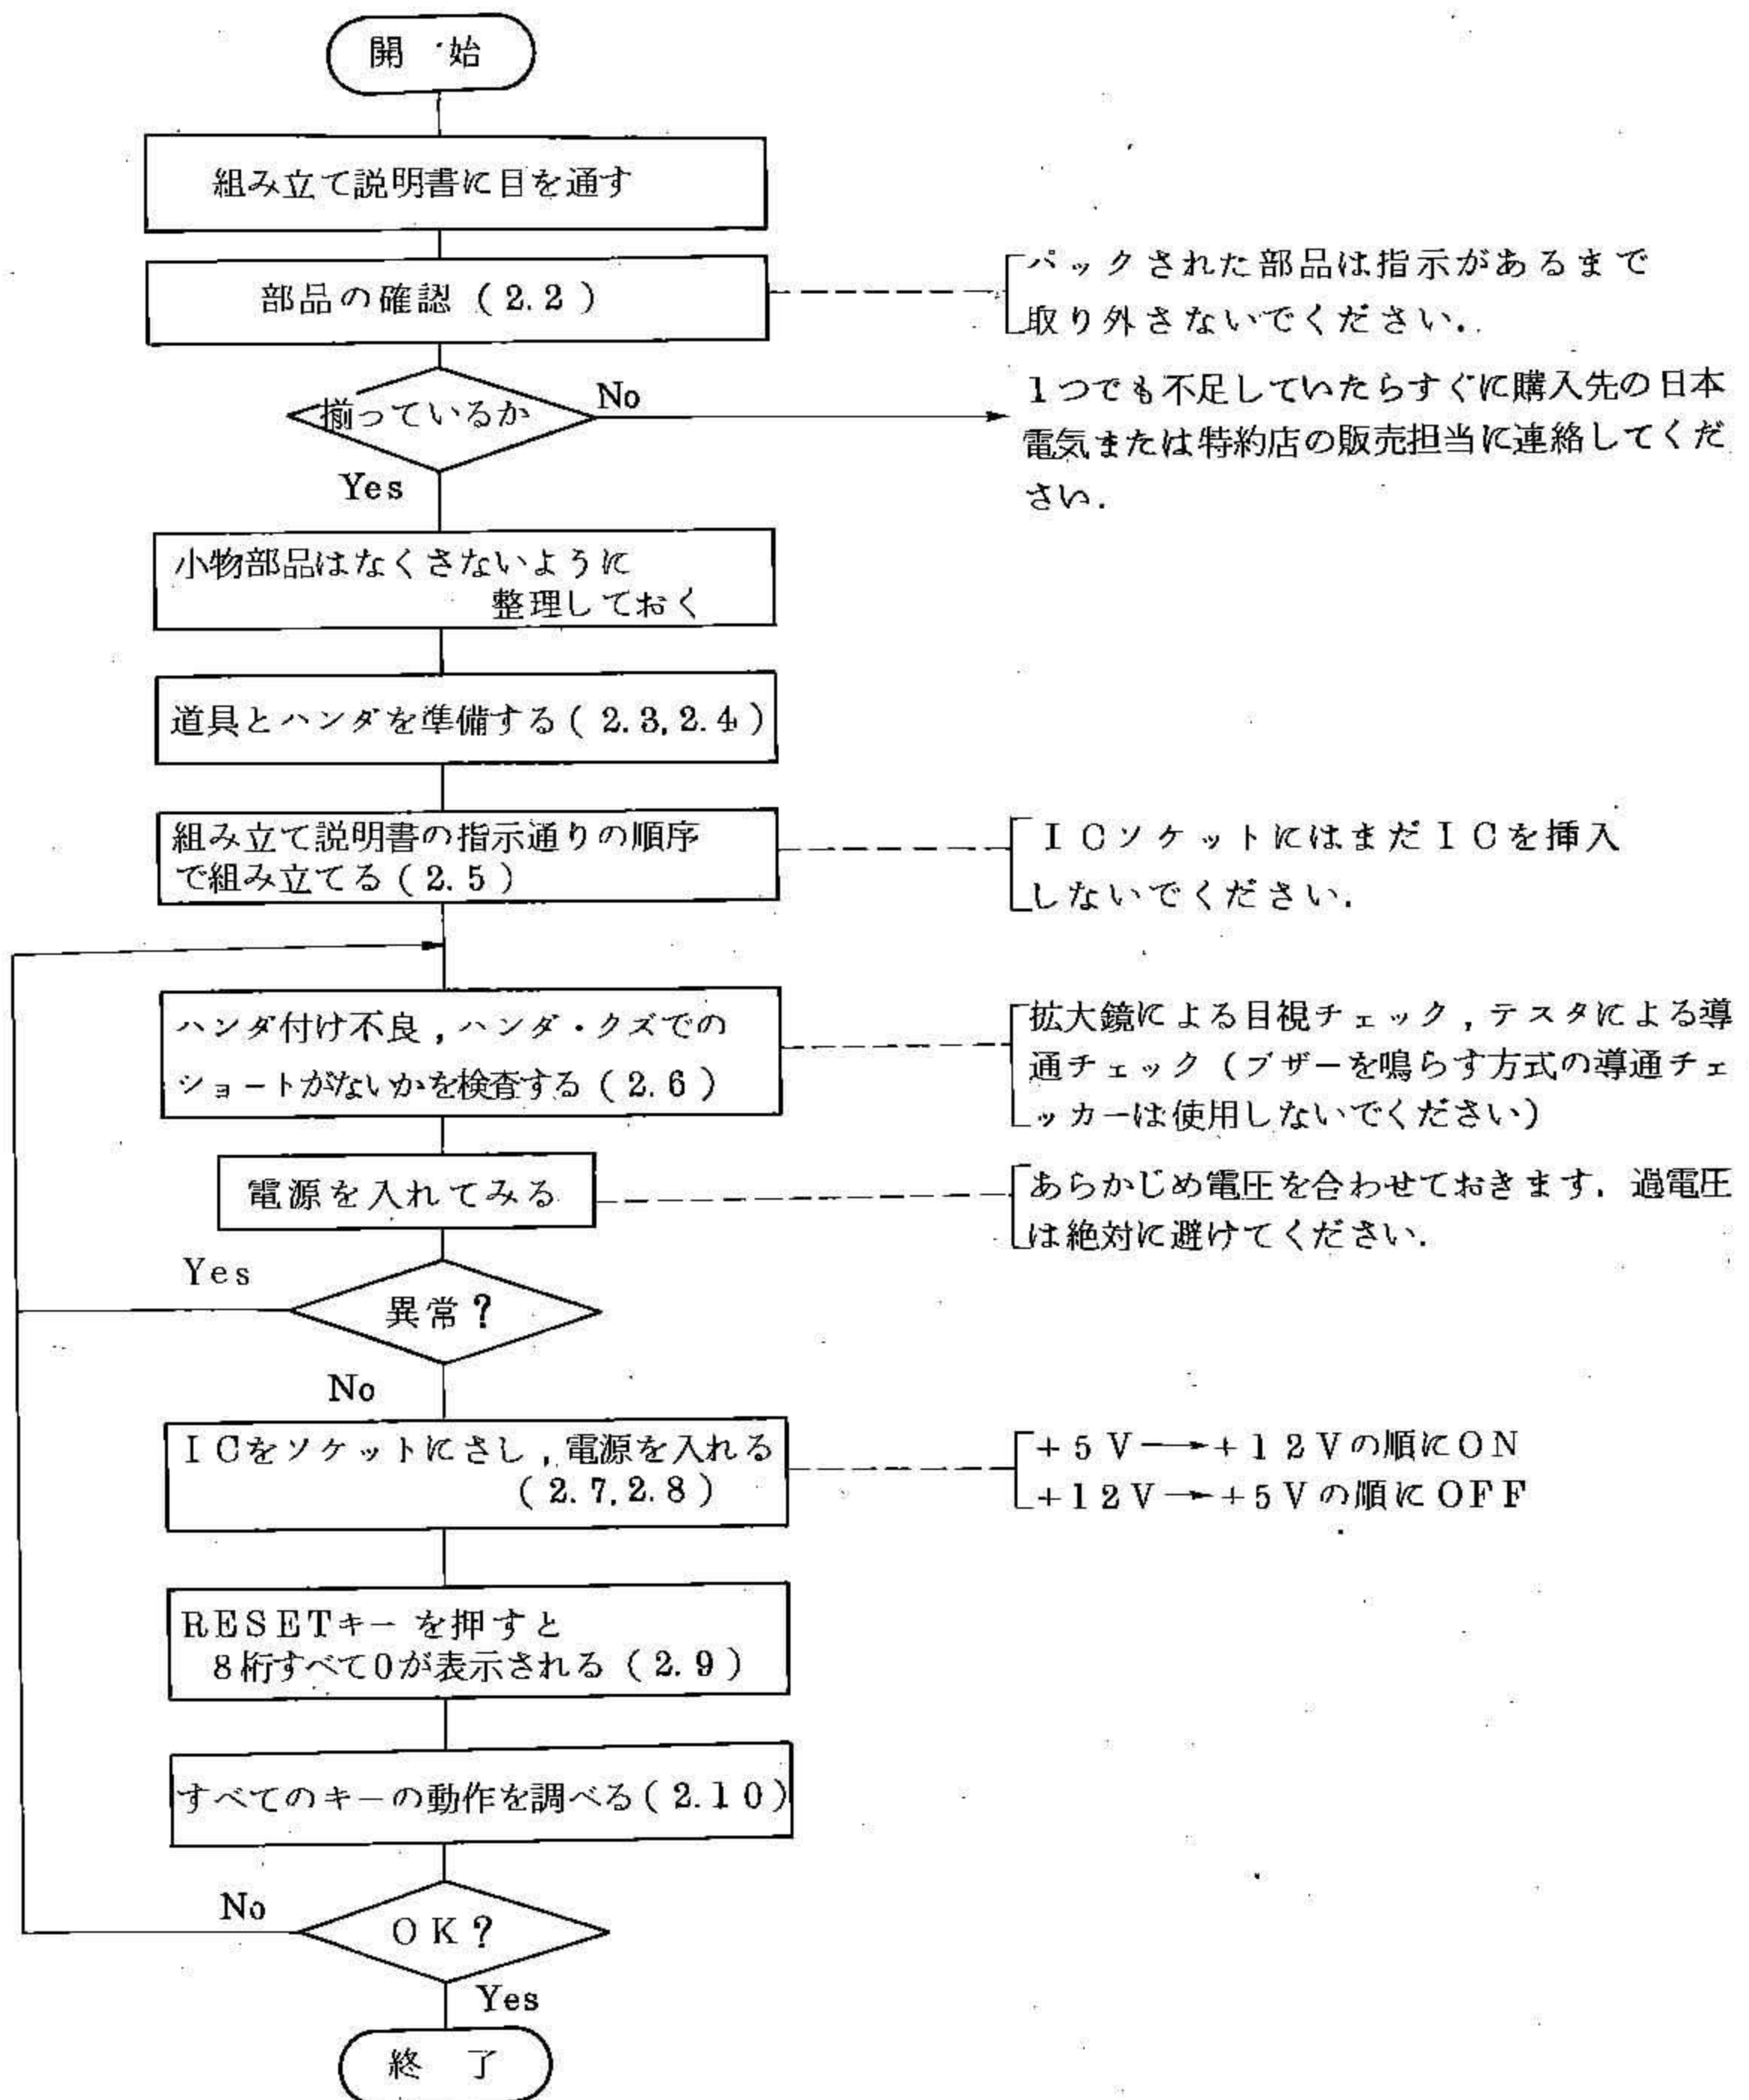 開 始
組み立て説明書に目を通す
部品の確認（2.2）
パックされた部品は指示があるまで
取り外さないでください．
揃っているか
No
1つでも不足していたらすぐに購入先の日本
電気または特約店の販売担当に連絡してくだ
さい．
Yes
小物部品はなくさないように
整理しておく
道具とハンダを準備する（2.3,2.4）
組み立て説明書の指示通りの順序
で組み立てる（2.5）
ICソケットにはまだICを挿入
しないでください．
ハンダ付け不良，ハンダ・クズでの
ショートがないかを検査する（2.6）
拡大鏡による目視チェック，テスタによる導
通チェック（ブザーを鳴らす方式の導通チェ
ッカーは使用しないでください）
電源を入れてみる
あらかじめ電圧を合わせておきます．過電圧
は絶対に避けてください．
Yes
異常？
No
ICをソケットにさし，電源を入れる
（2.7,2.8）
+5V→+12Vの順にON
+12V→+5Vの順にOFF
RESETキーを押すと
8桁すべて0が表示される（2.9）
すべてのキーの動作を調べる（2.10）
No
OK？
Yes
終 了